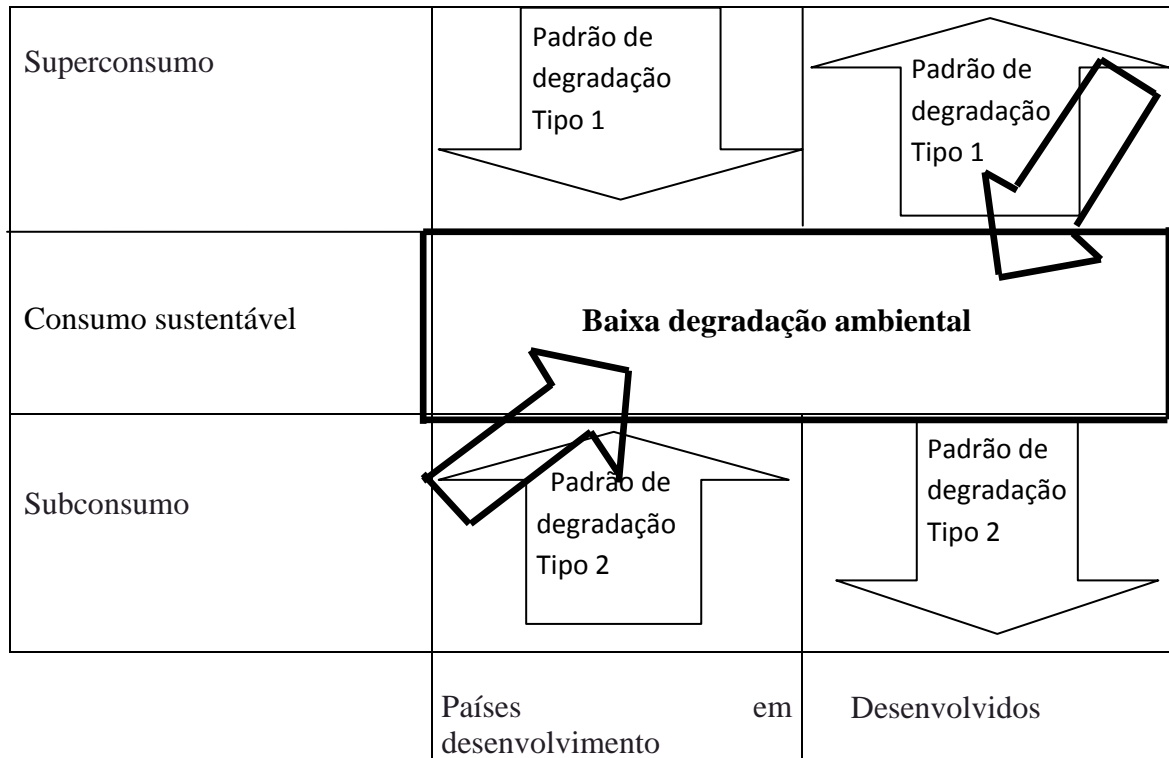 Superconsumo
Padrão de
degradação
Tipo 1
Padrão de
degradação
Tipo 1
Consumo sustentável
Baixa degradação ambiental
Subconsumo
Padrão de
degradação
Tipo 2
Padrão de
degradação
Tipo 2
Países em
desenvolvimento
Desenvolvidos